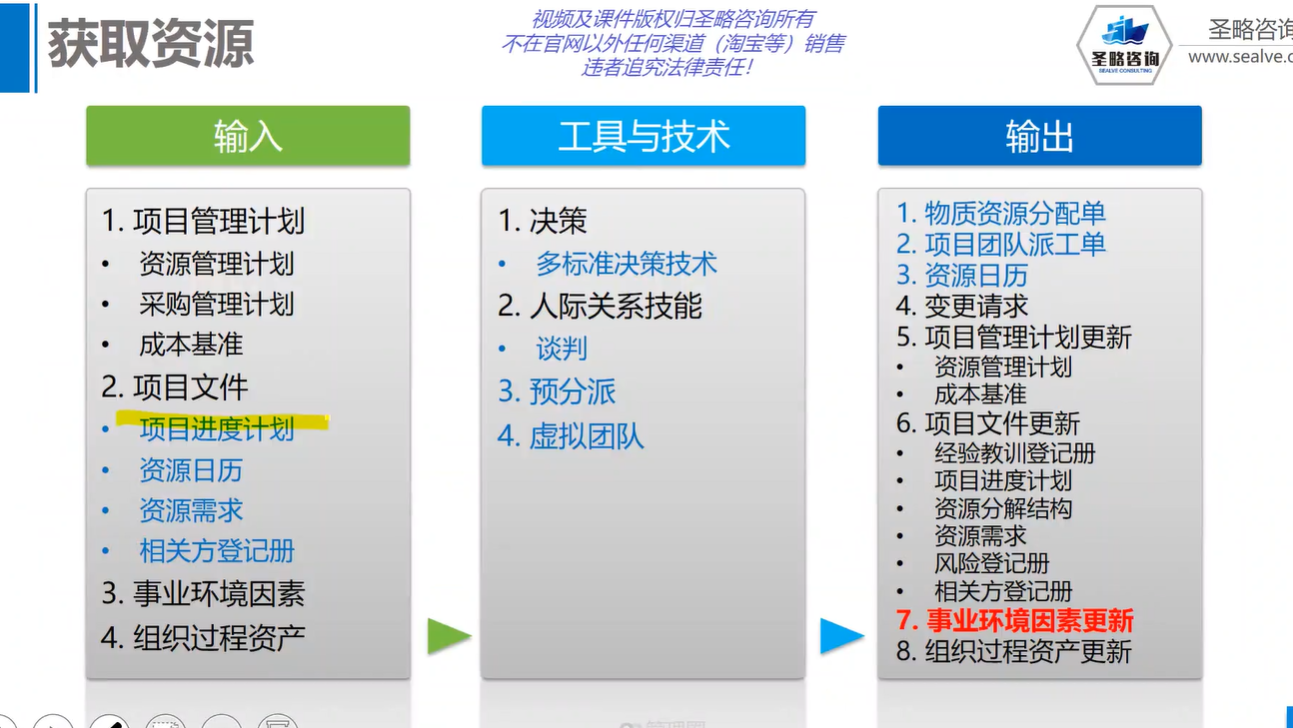 获取资源
视频及课件版权归圣略咨询所有
不在官网以外任何渠道（淘宝等）销售
违者追究法律责任！
圣略咨询
SEALVE CONSULTING
圣略咨询
www.sealve.c
输入
1. 项目管理计划
• 资源管理计划
• 采购管理计划
• 成本基准
2. 项目文件
• 项目进度计划
• 资源日历
• 资源需求
• 相关方登记册
3. 事业环境因素
4. 组织过程资产
工具与技术
1. 决策
• 多标准决策技术
2. 人际关系技能
• 谈判
3. 预分派
4. 虚拟团队
输出
1. 物质资源分配单
2. 项目团队派工单
3. 资源日历
4. 变更请求
5. 项目管理计划更新
• 资源管理计划
• 成本基准
6. 项目文件更新
• 经验教训登记册
• 项目进度计划
• 资源分解结构
• 资源需求
• 风险登记册
• 相关方登记册
7. 事业环境因素更新
8. 组织过程资产更新